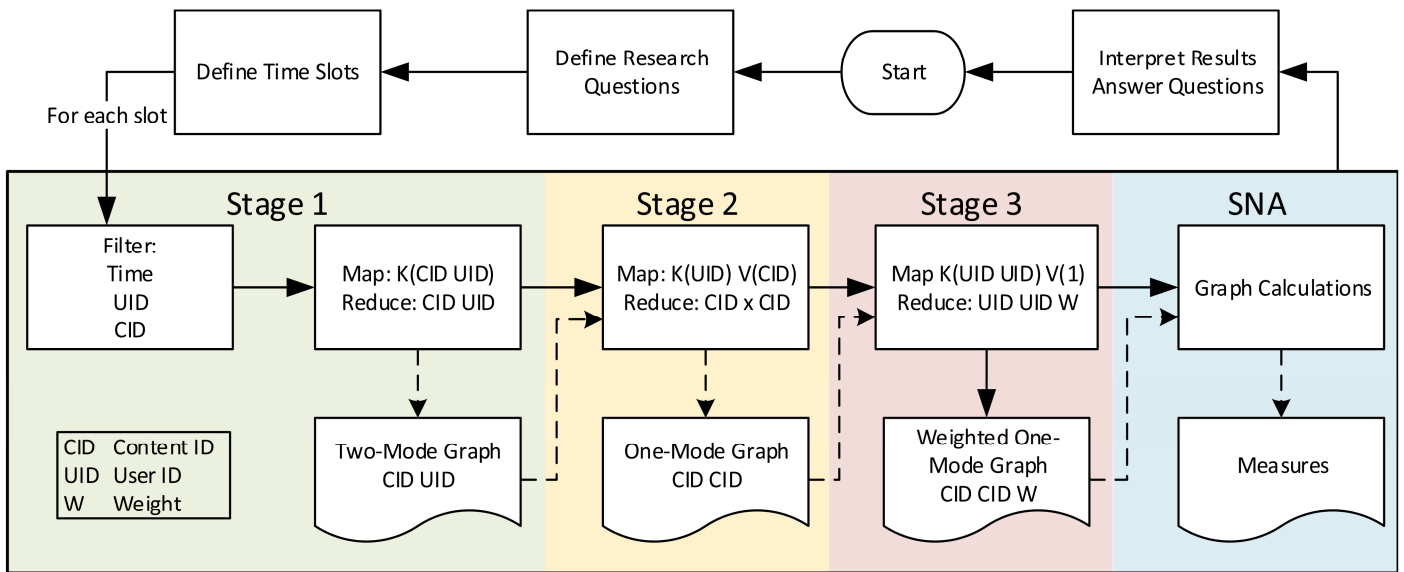 Define Time Slots
Define Research
Questions
Start
Interpret Results
Answer Questions
For each slot
Stage 1
Stage 2
Stage 3
SNA
Filter:
Time
UID
CID
Map: K(CID UID)
Reduce: CID UID
Map: K(UID) V(CID)
Reduce: CID x CID
Map K(UID UID) V(1)
Reduce: UID UID W
Graph Calculations
CID Content ID
UID User ID
W Weight
Two-Mode Graph
CID UID
One-Mode Graph
CID CID
Weighted One-
Mode Graph
CID CID W
Measures